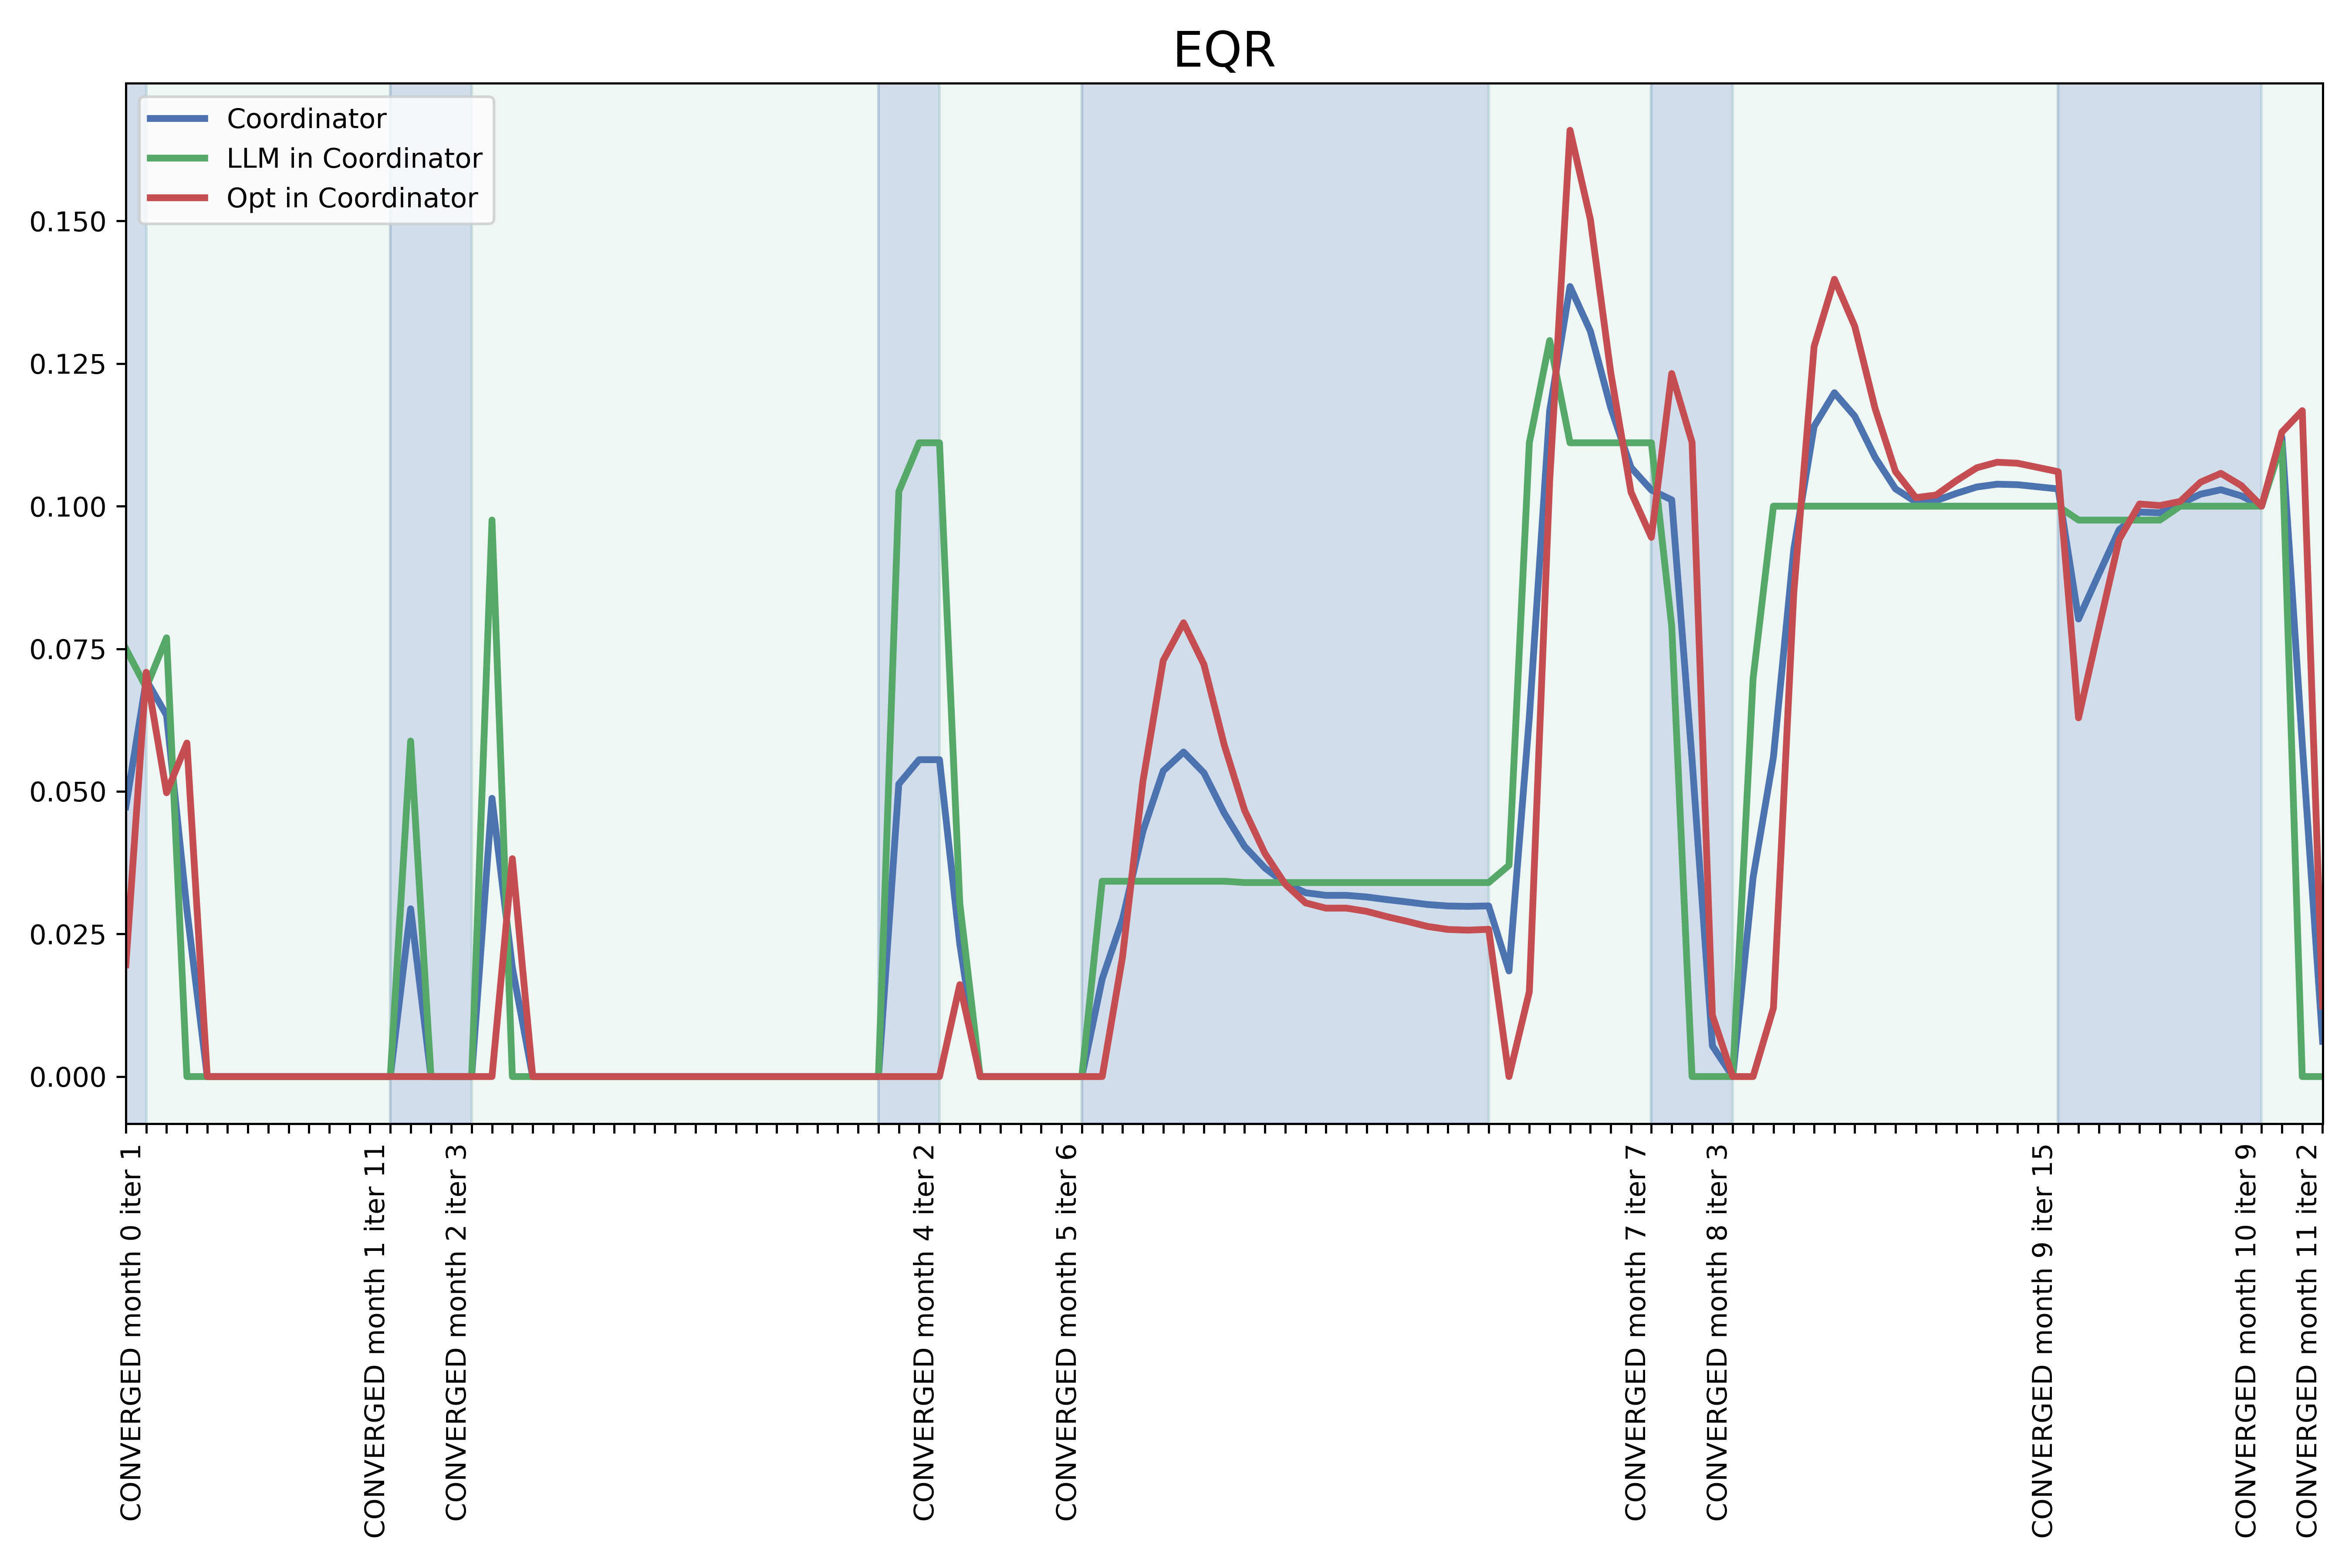 EQR
Coordinator
LLM in Coordinator
Opt in Coordinator
0.150
0.125
0.100
0.075
0.050
0.025
0.000
CONVERGED month 0 iter 1
CONVERGED month 1 iter 11
CONVERGED month 2 iter 3
CONVERGED month 4 iter 2
CONVERGED month 5 iter 6
CONVERGED month 7 iter 7
CONVERGED month 8 iter 3
CONVERGED month 9 iter 15
CONVERGED month 10 iter 9
CONVERGED month 11 iter 2